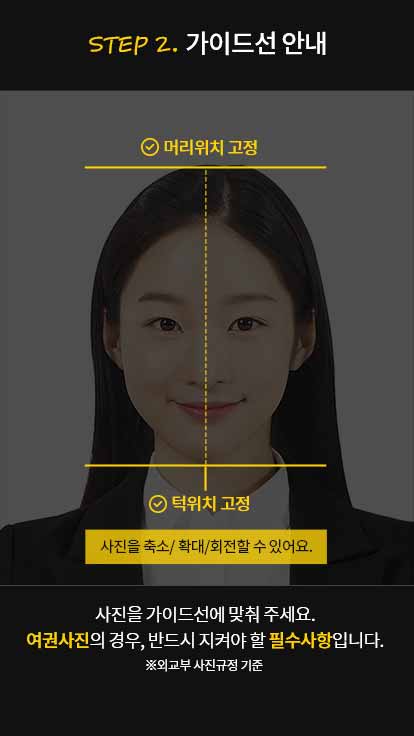 STEP 2. 가이드선 안내
머리위치 고정
턱위치 고정
사진을 축소/ 확대/회전할 수 있어요.
사진을 가이드선에 맞춰 주세요.
여권사진의 경우, 반드시 지켜야 할 필수사항입니다.
※외교부 사진규정 기준